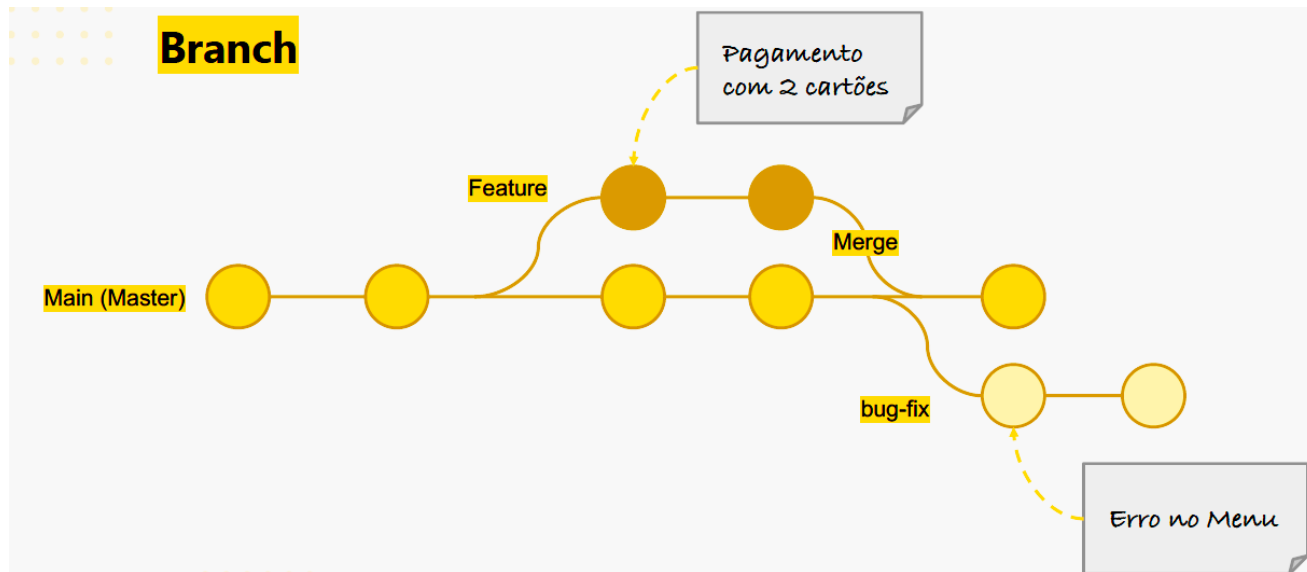 Branch
Pagamento
com 2 cartões
Feature
Merge
Main (Master)
bug-fix
Erro no Menu